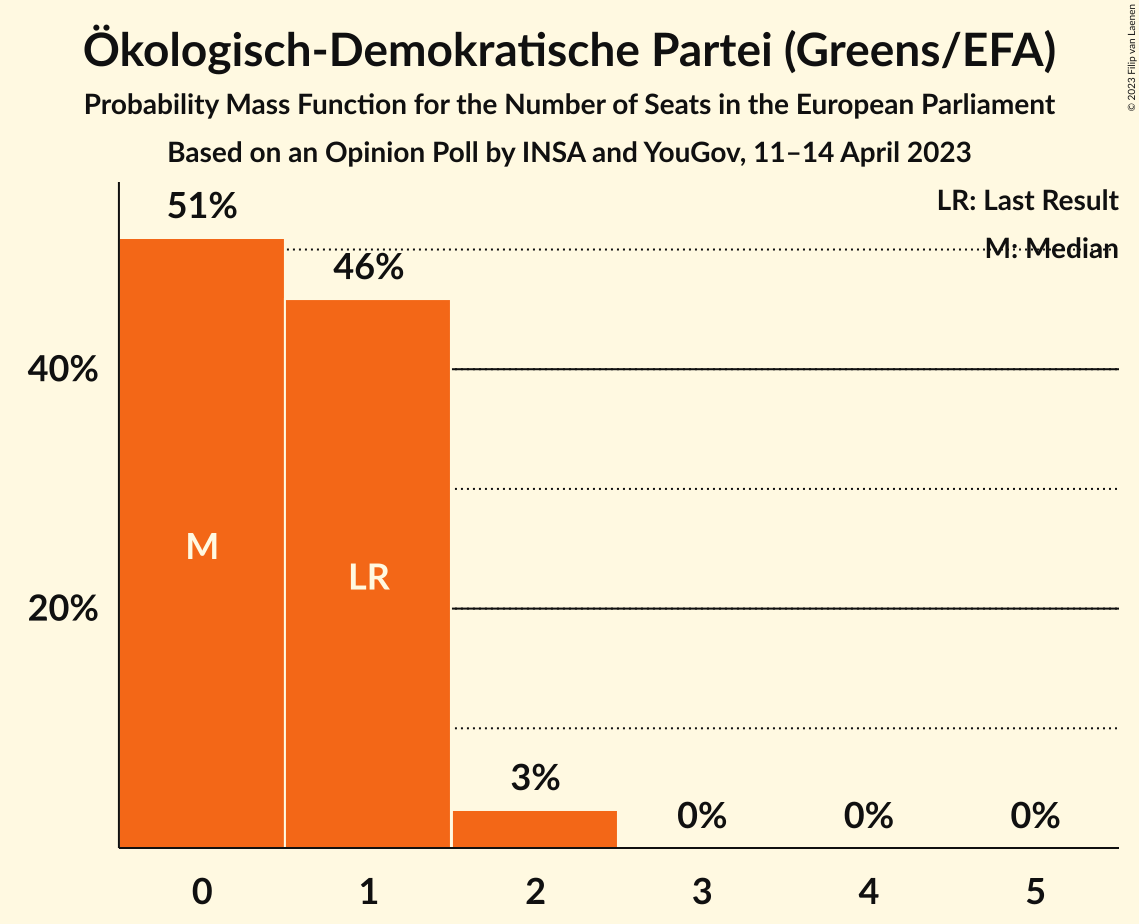 Ökologisch-Demokratische Partei (Greens/EFA)
Probability Mass Function for the Number of Seats in the European Parliament
Based on an Opinion Poll by INSA and YouGov, 11–14 April 2023
© 2023 Filip van Laenen
LR: Last Result
M: Median
51%
46%
40%
M
LR
20%
3%
0%
0%
0%
0
1
2
3
4
5